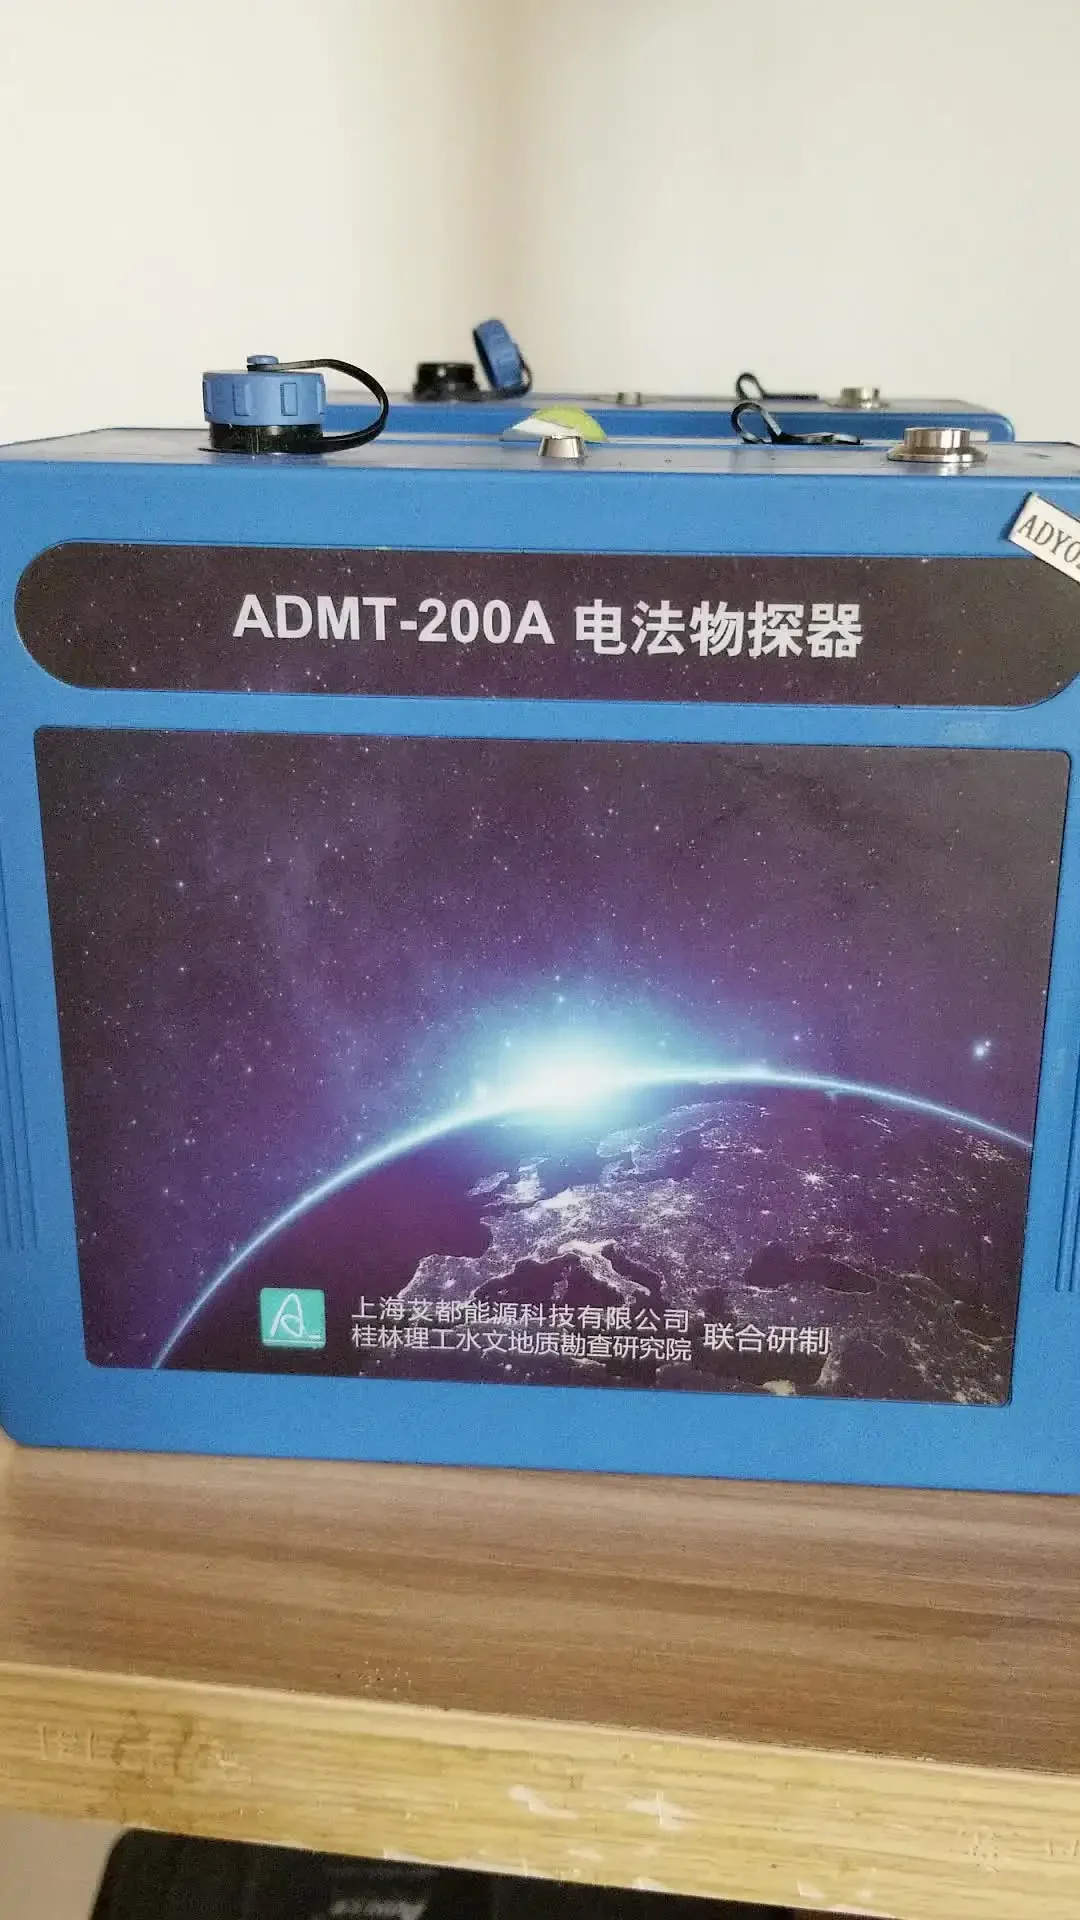 ADMT-200A 电法物探器
上海艾都能源科技有限公司
桂林理工水文地质勘查研究院
联合研制